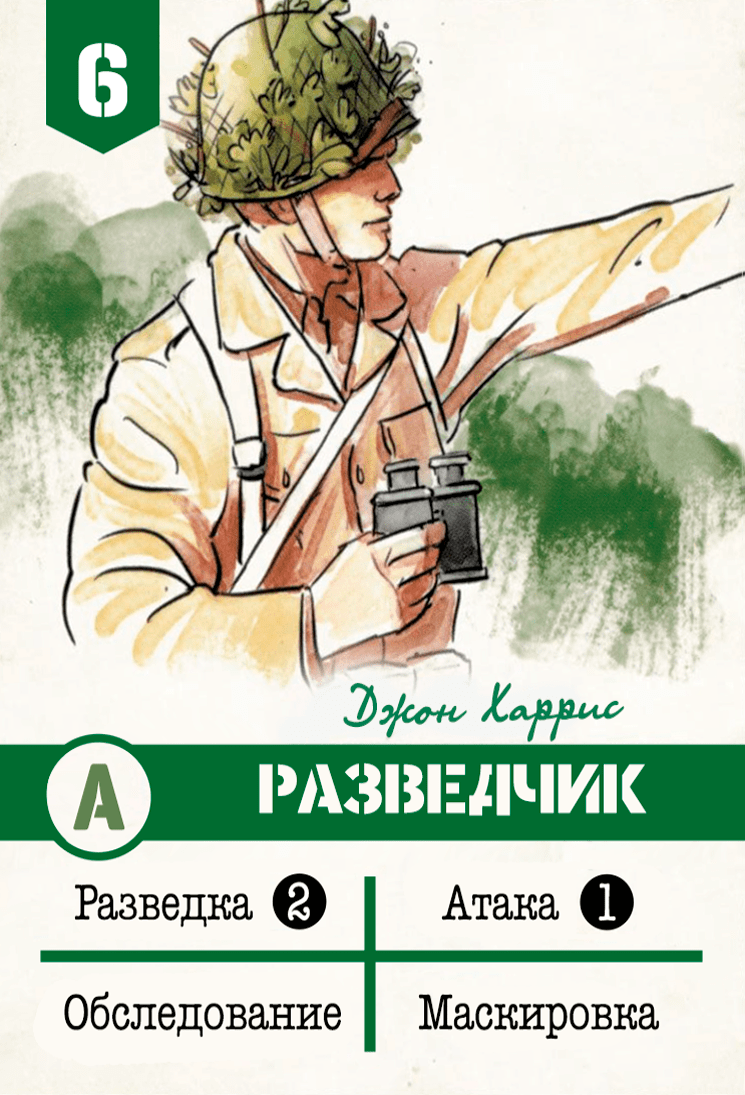 6
Джон Харрис
А
РАЗВЕДЧИК
Разведка 2
Атака 1
Обследование
Маскировка